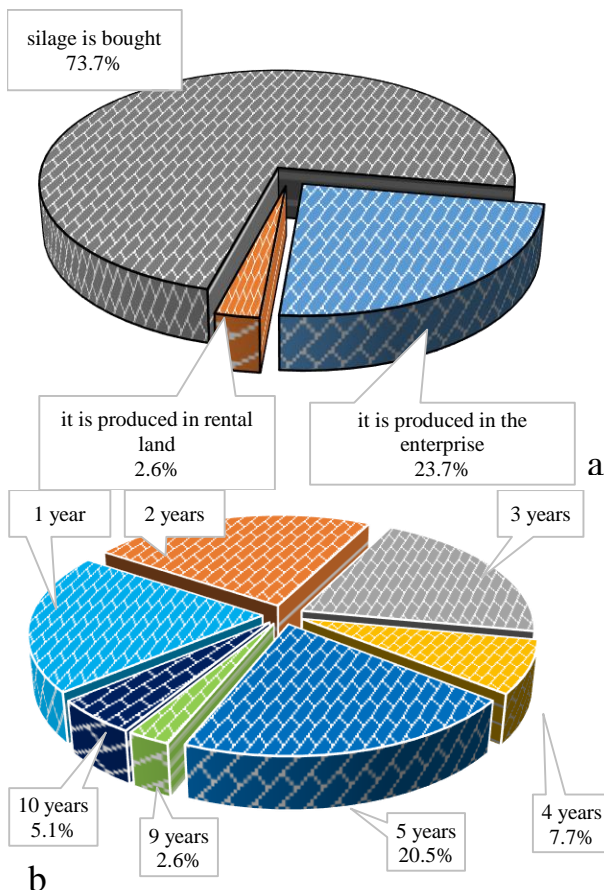 silage is bought
73.7%
it is produced in rental
land
2.6%
it is produced in the
enterprise
23.7%
a
1 year
2 years
3 years
10 years
5.1%
9 years
2.6%
5 years
20.5%
4 years
7.7%
b